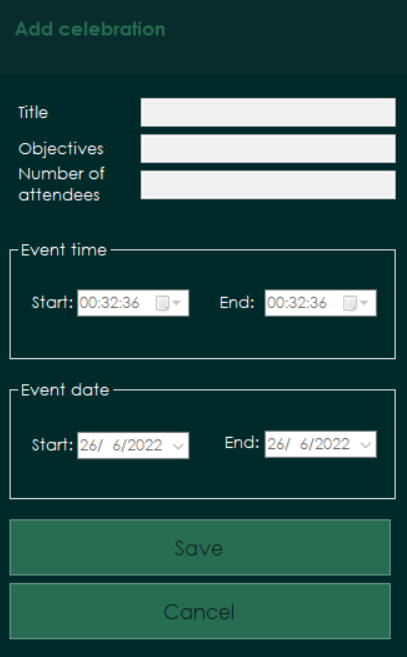 Add celebration
Title
Objectives
Number of
attendees
Event time
Start: 00:32:36 End: 00:32:36
Event date
Start: 26/ 6/2022 End: 26/ 6/2022
Save
Cancel